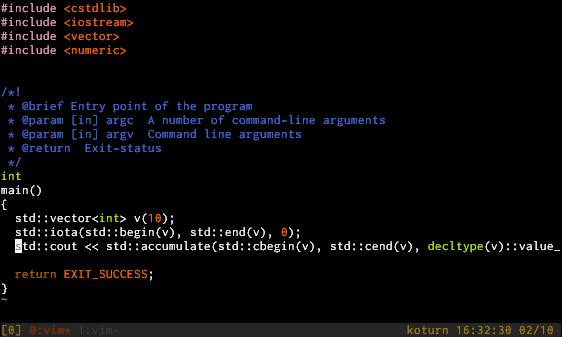 #include <cstdlib>
#include <iostream>
#include <vector>
#include <numeric>
/*!
 * @brief Entry point of the program
 * @param [in] argc  A number of command-line arguments
 * @param [in] argv  Command line arguments
 * @return  Exit-status
 */
int
main()
{
  std::vector<int> v(10);
  std::iota(std::begin(v), std::end(v), 0);
  std::cout << std::accumulate(std::cbegin(v), std::cend(v), decltype(v)::value_
  return EXIT_SUCCESS;
}
~
[0] 0:vim* 1:vim- koturn 16:32:30 02/10